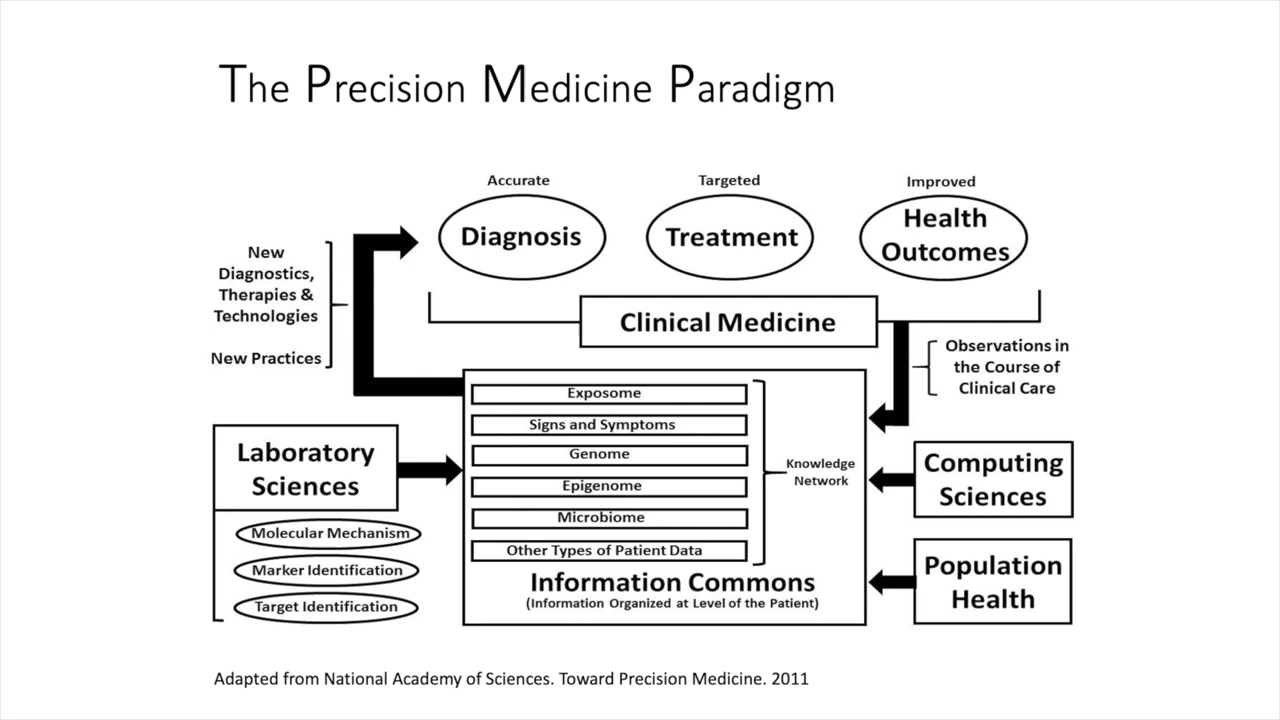 The Precision Medicine Paradigm
Accurate
Diagnosis
Targeted
Treatment
Improved
Health
Outcomes
New
Diagnostics,
Therapies &
Technologies
New Practices
Clinical Medicine
Observations in
the Course of
Clinical Care
Exposome
Signs and Symptoms
Genome
Epigenome
Microbiome
Other Types of Patient Data
Knowledge
Network
Information Commons
(Information Organized at Level of the Patient)
Laboratory
Sciences
Molecular Mechanism
Marker Identification
Target Identification
Computing
Sciences
Population
Health
Adapted from National Academy of Sciences. Toward Precision Medicine. 2011